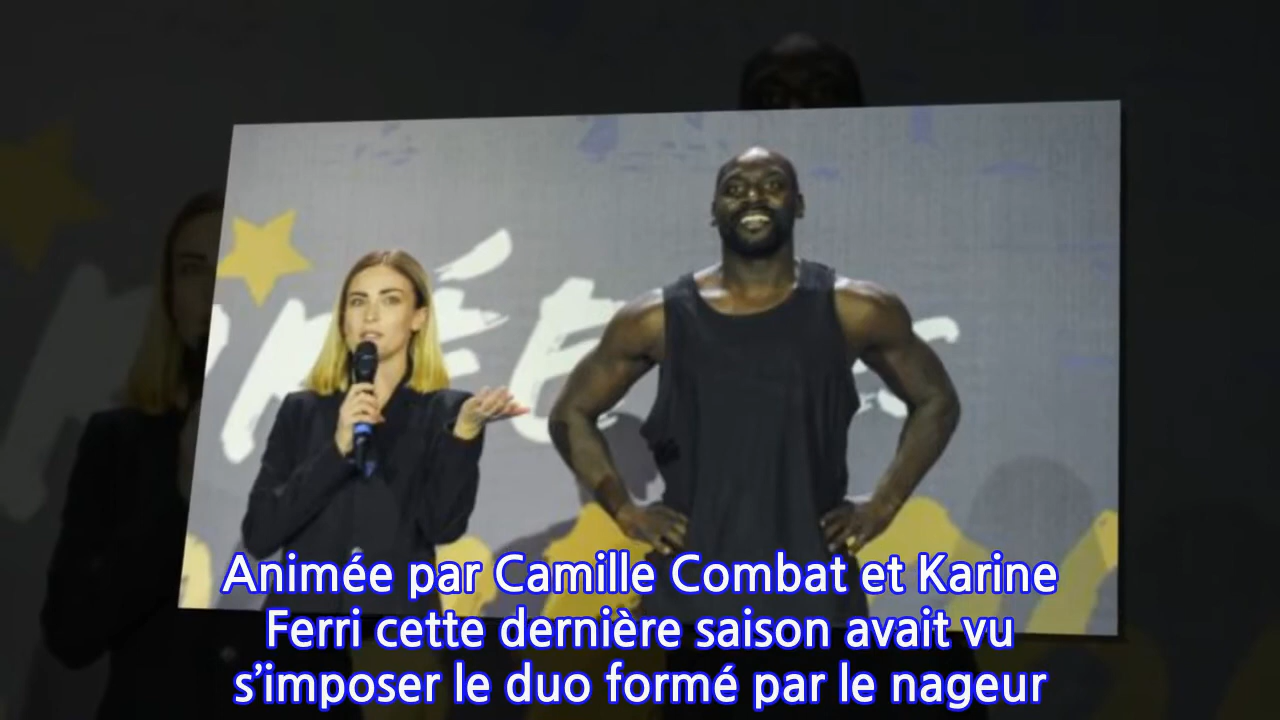 Animée par Camille Combat et Karine
Ferri cette dernière saison avait vu
s'imposer le duo formé par le nageur